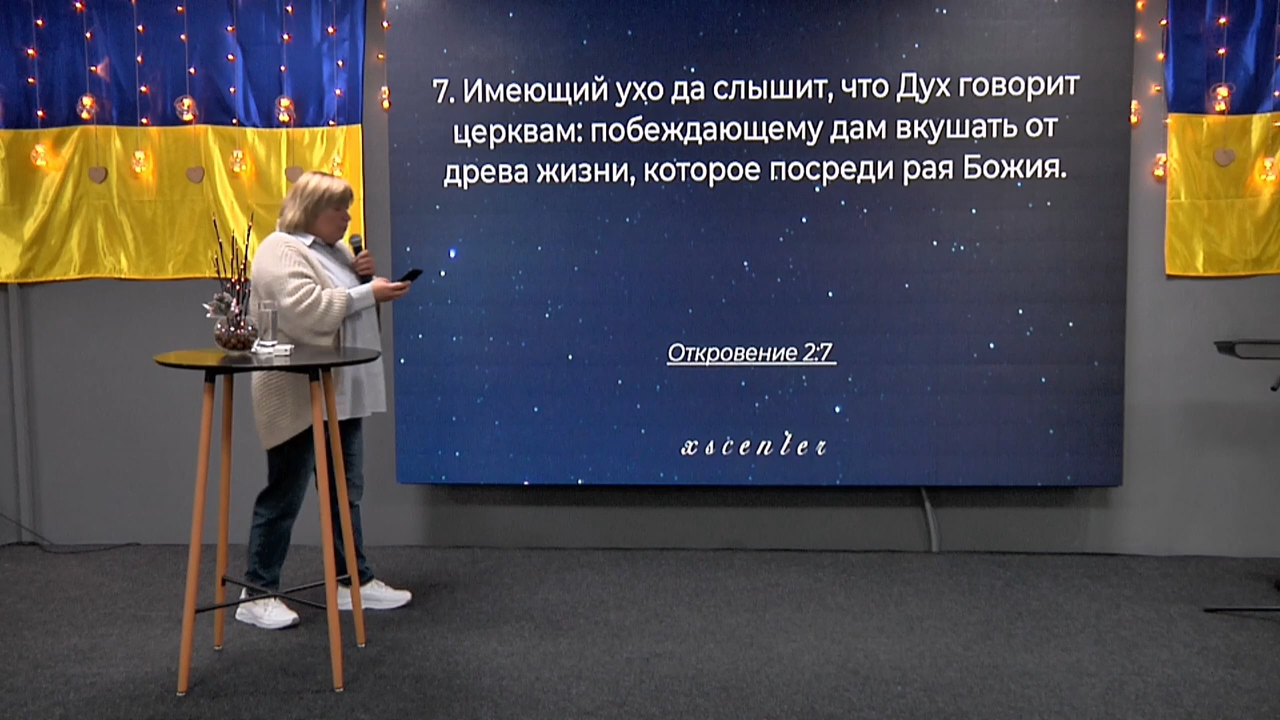 7. Имеющий ухо да слышит, что Дух говорит
церквам: побеждающему дам вкушать от
древа жизни, которое посреди рая Божия.
Откровение 2:7
xscenter